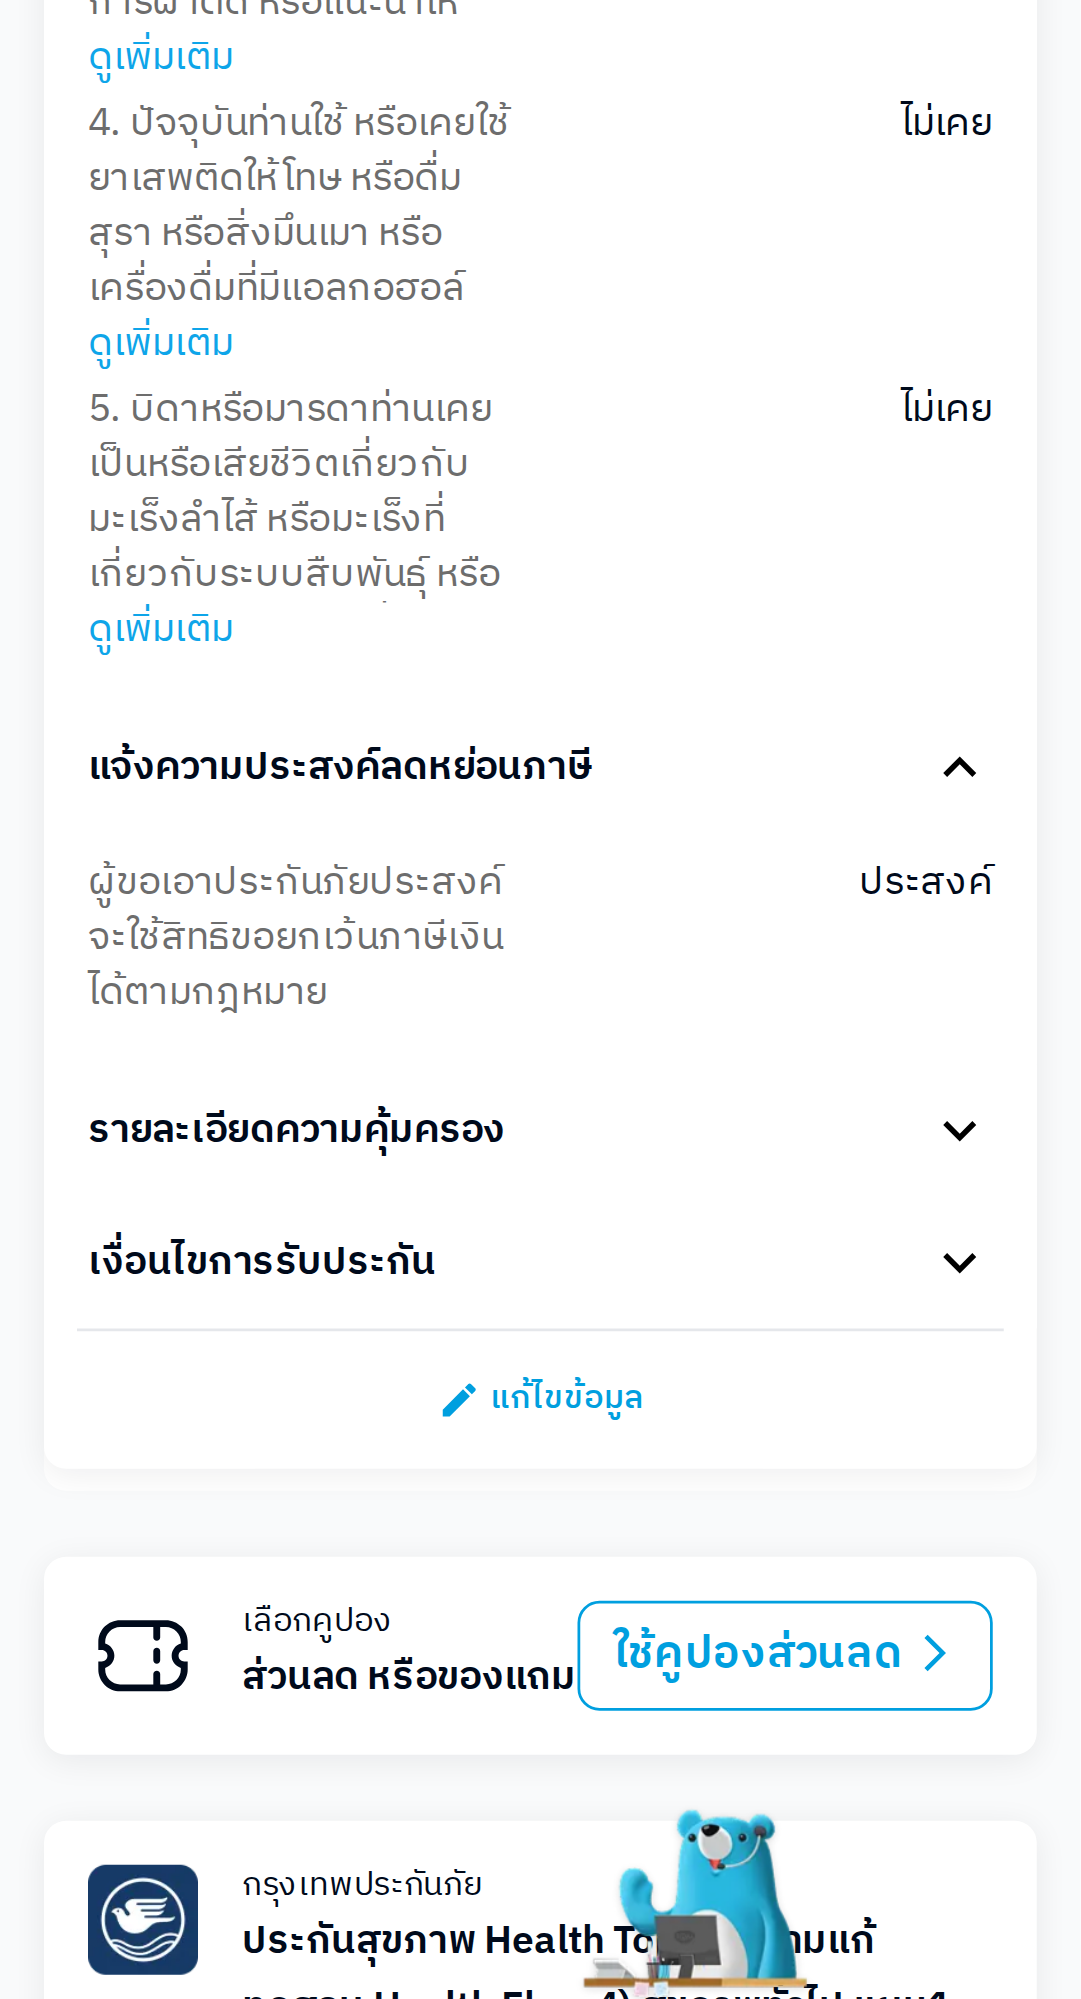 ดูเพิ่มเติม
4. ปัจจุบันท่านใช้ หรือเคยใช้
ไม่เคย
ยาเสพติดให้โทษ หรือดื่ม
สุรา หรือสิ่งมึนเมา หรือ
เครื่องดื่มที่มีแอลกอฮอล์
ดูเพิ่มเติม
5. บิดาหรือมารดาท่านเคย
ไม่เคย
เป็นหรือเสียชีวิตเกี่ยวกับ
มะเร็งลำไส้ หรือมะเร็งที่
เกี่ยวกับระบบสืบพันธุ์ หรือ
ดูเพิ่มเติม
แจ้งความประสงค์ลดหย่อนภาษี
ผู้ขอเอาประกันภัยประสงค์
ประสงค์
จะใช้สิทธิขอยกเว้นภาษีเงิน
ได้ตามกฎหมาย
รายละเอียดความคุ้มครอง
เงื่อนไขการรับประกัน
แก้ไขข้อมูล
เลือกคูปอง
ส่วนลด หรือของแถม
ใช้คูปองส่วนลด
กรุงเทพประกันภัย
ประกันสุขภาพ Health To มแก้